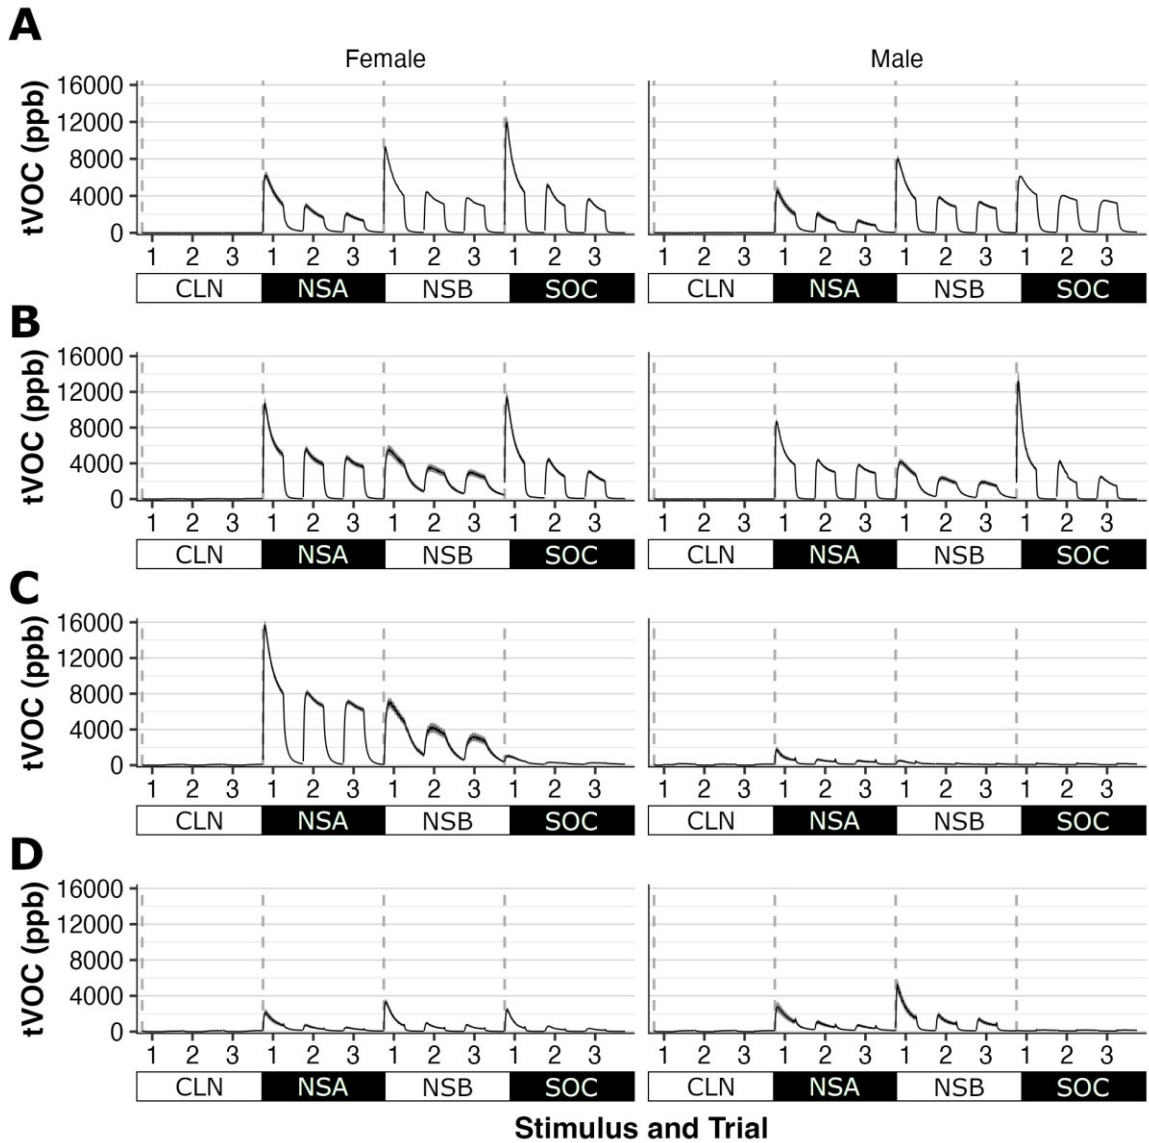 A
Female Male
tVOC (ppb)
16000
12000
8000
4000
0
1 2 3 1 2 3 1 2 3 1 2 3 1 2 3 1 2 3 1 2 3 1 2 3
CLN NSA NSB SOC CLN NSA NSB SOC
B
tVOC (ppb)
16000
12000
8000
4000
0
1 2 3 1 2 3 1 2 3 1 2 3 1 2 3 1 2 3 1 2 3 1 2 3
CLN NSA NSB SOC CLN NSA NSB SOC
C
tVOC (ppb)
16000
12000
8000
4000
0
1 2 3 1 2 3 1 2 3 1 2 3 1 2 3 1 2 3 1 2 3 1 2 3
CLN NSA NSB SOC CLN NSA NSB SOC
D
tVOC (ppb)
16000
12000
8000
4000
0
1 2 3 1 2 3 1 2 3 1 2 3 1 2 3 1 2 3 1 2 3 1 2 3
CLN NSA NSB SOC CLN NSA NSB SOC
Stimulus and Trial